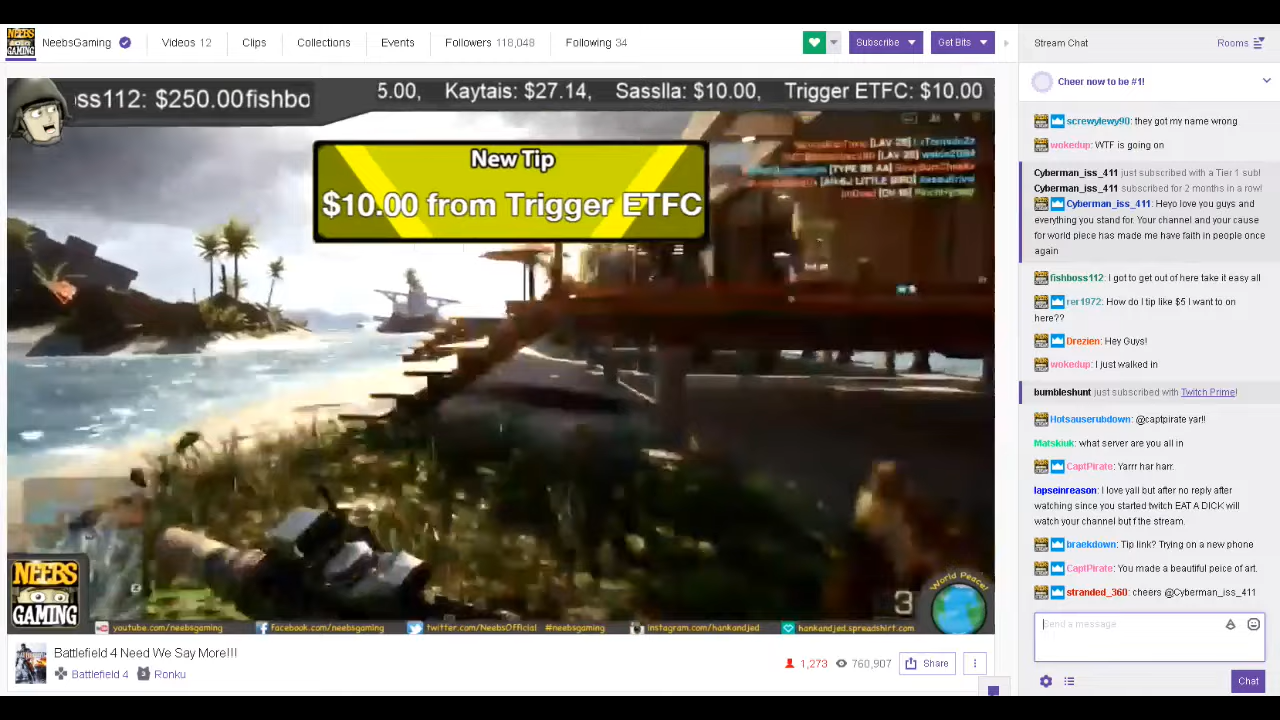 NeebsGaming
Videos 12
Clips
Collections
Events
Followers 118,048
Following 34
Subscribe
Get Bits
Stream Chat
Rooms
NEEBS
GAMING
ss112: $250.00fishbo
5.00, Kaytais: $27.14, Sasslla: $10.00, Trigger ETFC: $10.00
New Tip
$10.00 from Trigger ETFC
[LAV-25]
[LAV-25]
[TYPE 95 AA]
LITTLE BIRD]
3
World Peace!
NEEBS
GAMING
youtube.com/neebsgaming
facebook.com/neebsgaming
twitter.com/NeebsOfficial #neebsgaming
instagram.com/hankandjed
hankandjed.spreadshirt.com
Battlefield 4 Need We Say More!!!
Battlefield 4
Ronku
1,273
760,907
Share
Cheer now to be #1!
screwylewy90: they got my name wrong
wokedup: WTF is going on
Cyberman_iss_411 just subscribed with a Tier 1 sub!
Cyberman_iss_411 subscribed for 2 months in a row!
Cyberman_iss_411: Heyo love you guys and
everything you stand for. Your channel and your cause
for world piece has made me have faith in people once
again
fishboss112: I got to get out of here take it easy all
rer1972: How do I tip like $5 I want to on
here??
Drezien: Hey Guys!
wokedup: I just walked in
bumbleshunt just subscribed with Twitch Prime!
Hotsauserubdown: @captpirate yar!!
Matskiuk: what server are you all in
CaptPirate: Yarrr har harr.
lapseinreason: I love yall but after no reply after
watching since you started twitch EAT A DICK will
watch your channel but f the stream.
braekdown: Tip link? Trying on a new phone
CaptPirate: You made a beautiful peice of art.
stranded_360: cheers @Cyberman_iss_411
Send a message
Chat